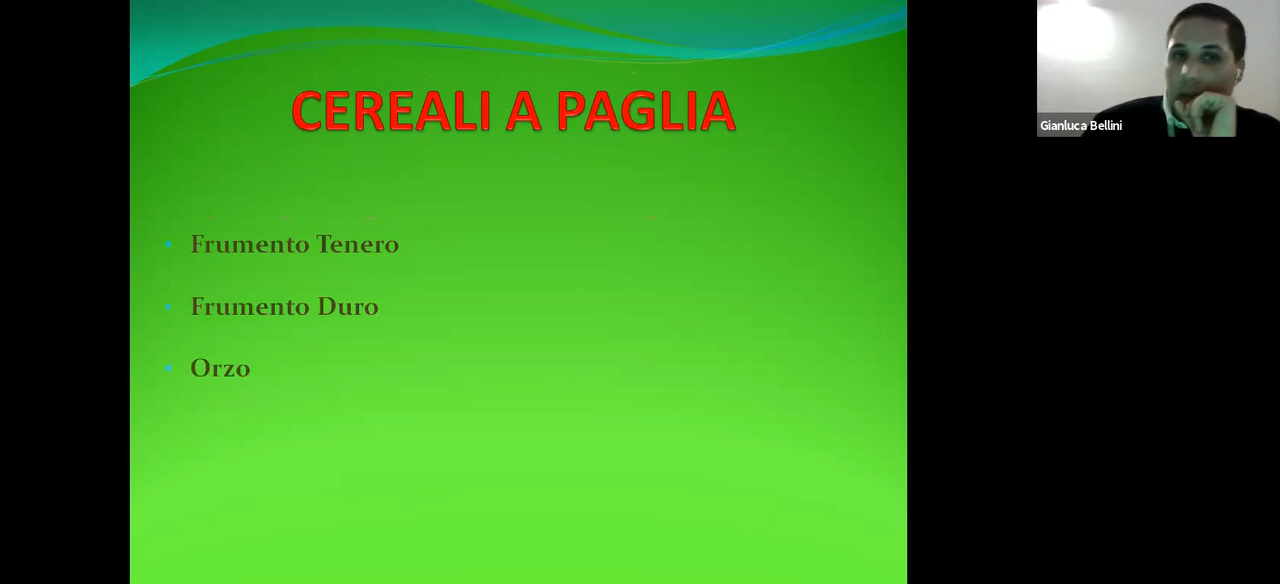 CEREALI A PAGLIA
Gianluca Bellini
• Frumento Tenero
• Frumento Duro
• Orzo